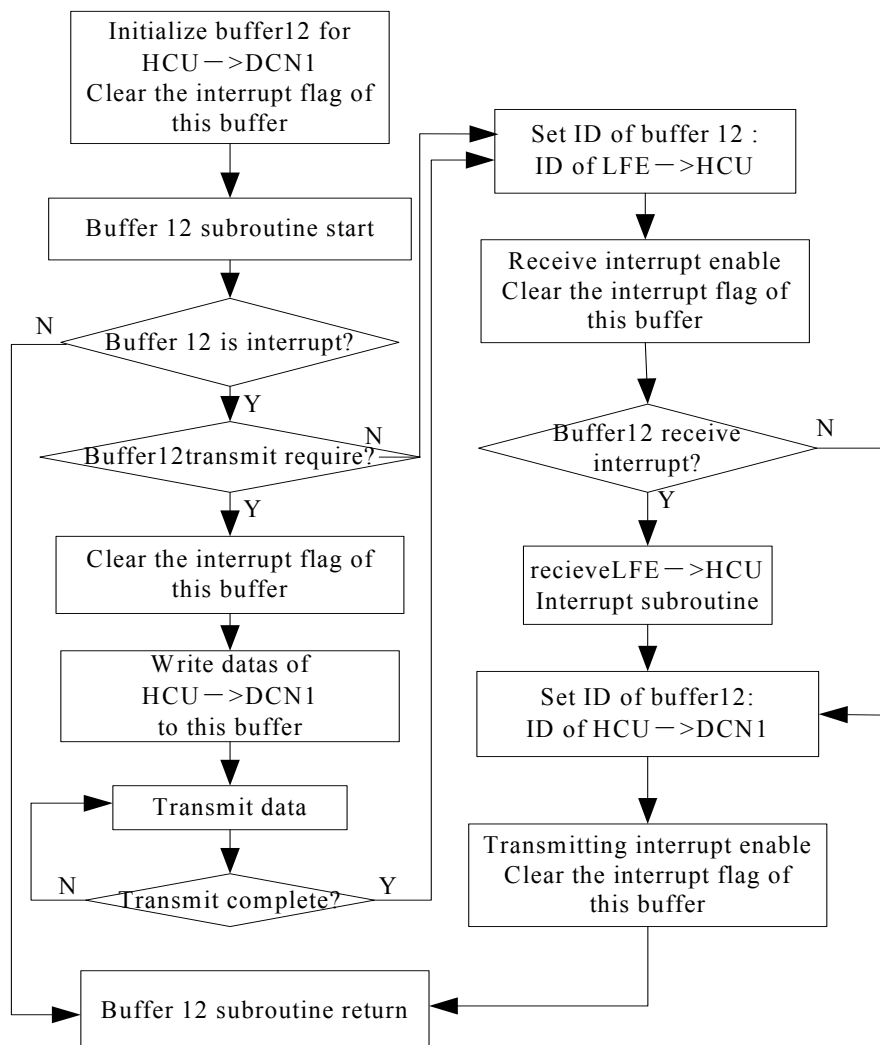 Initialize buffer12 for
HCU－>DCN1
Clear the interrupt flag of
this buffer
Buffer 12 subroutine start
N
Buffer 12 is interrupt?
Y
Buffer12transmit require?
N
Y
Clear the interrupt flag of
this buffer
Write datas of
HCU－>DCN1
to this buffer
Transmit data
N
Transmit complete?
Y
Buffer 12 subroutine return
Set ID of buffer 12 :
ID of LFE－>HCU
Receive interrupt enable
Clear the interrupt flag of
this buffer
Buffer12 receive
interrupt?
N
Y
recieveLFE－>HCU
Interrupt subroutine
Set ID of buffer12:
ID of HCU－>DCN1
Transmitting interrupt enable
Clear the interrupt flag of
this buffer